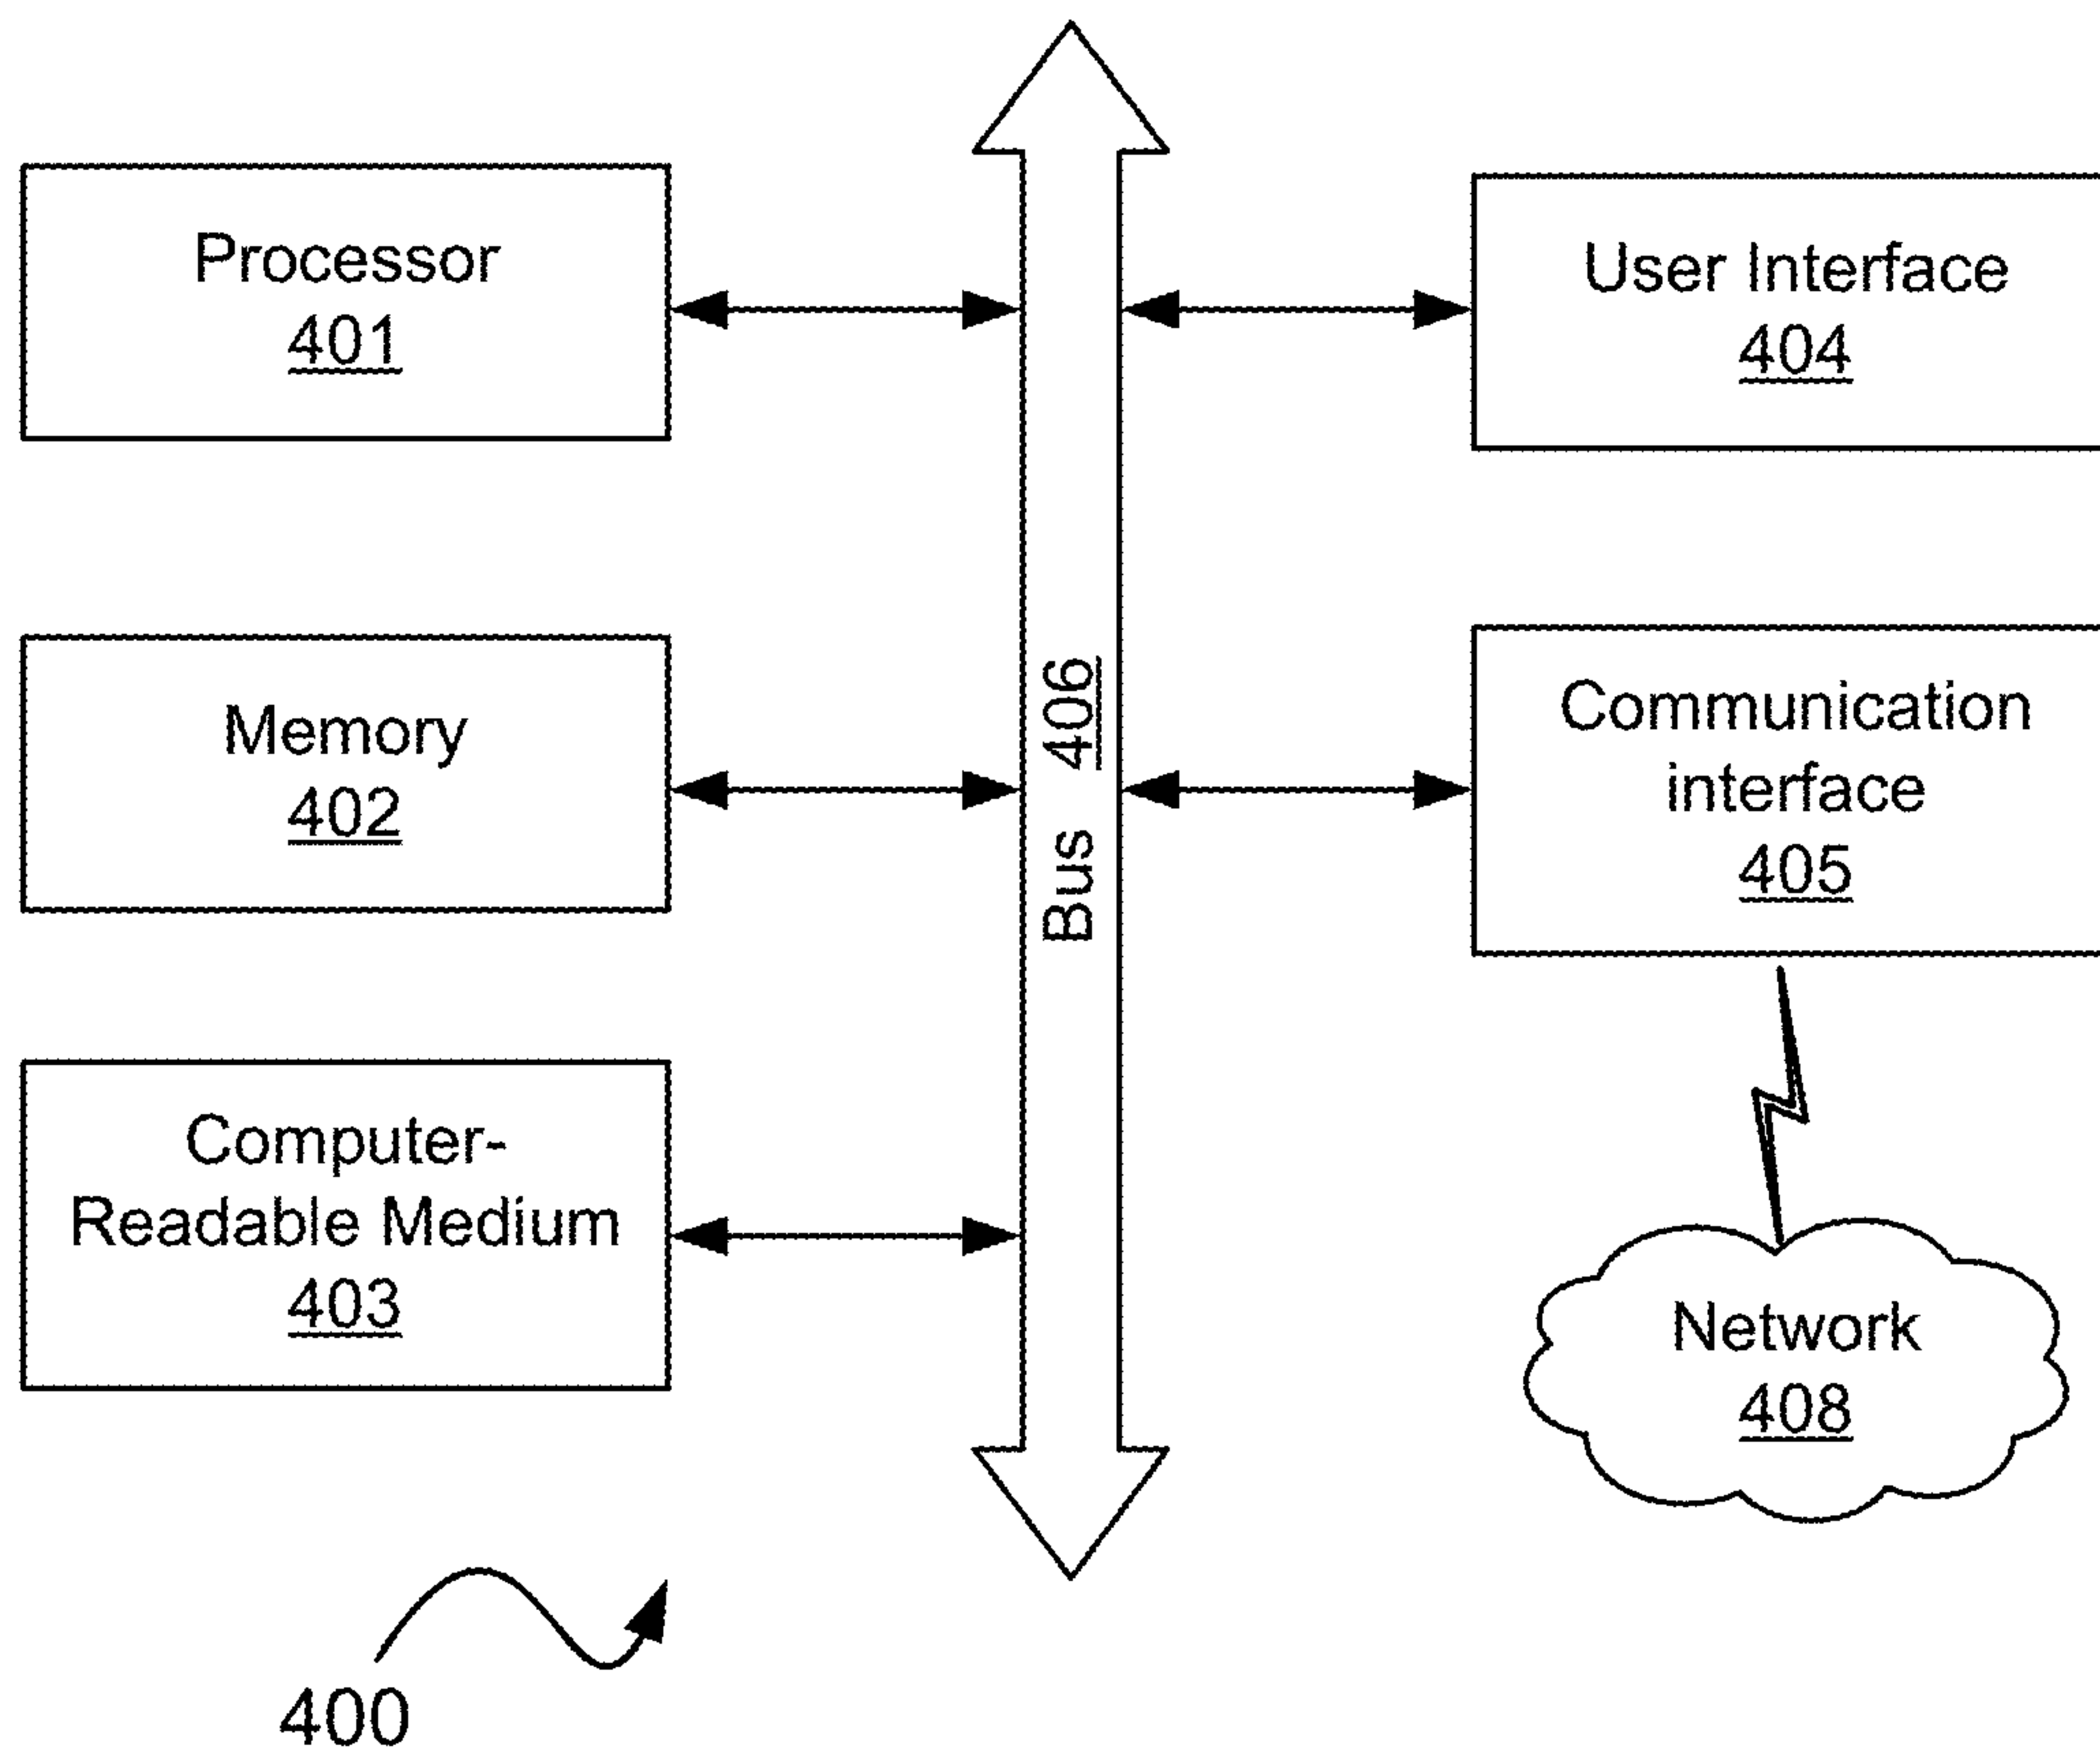 Processor
401
Memory
402
Computer-
Readable Medium
403
Bus 406
User Interface
404
Communication
interface
405
Network
408
400